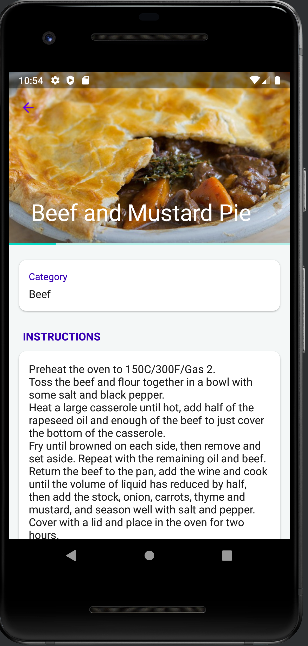 10:54
Beef and Mustard Pie
Category
Beef
INSTRUCTIONS
Preheat the oven to 150C/300F/Gas 2.
Toss the beef and flour together in a bowl with
some salt and black pepper.
Heat a large casserole until hot, add half of the
rapeseed oil and enough of the beef to just cover
the bottom of the casserole.
Fry until browned on each side, then remove and
set aside. Repeat with the remaining oil and beef.
Return the beef to the pan, add the wine and cook
until the volume of liquid has reduced by half,
then add the stock, onion, carrots, thyme and
mustard, and season well with salt and pepper.
Cover with a lid and place in the oven for two
hours.